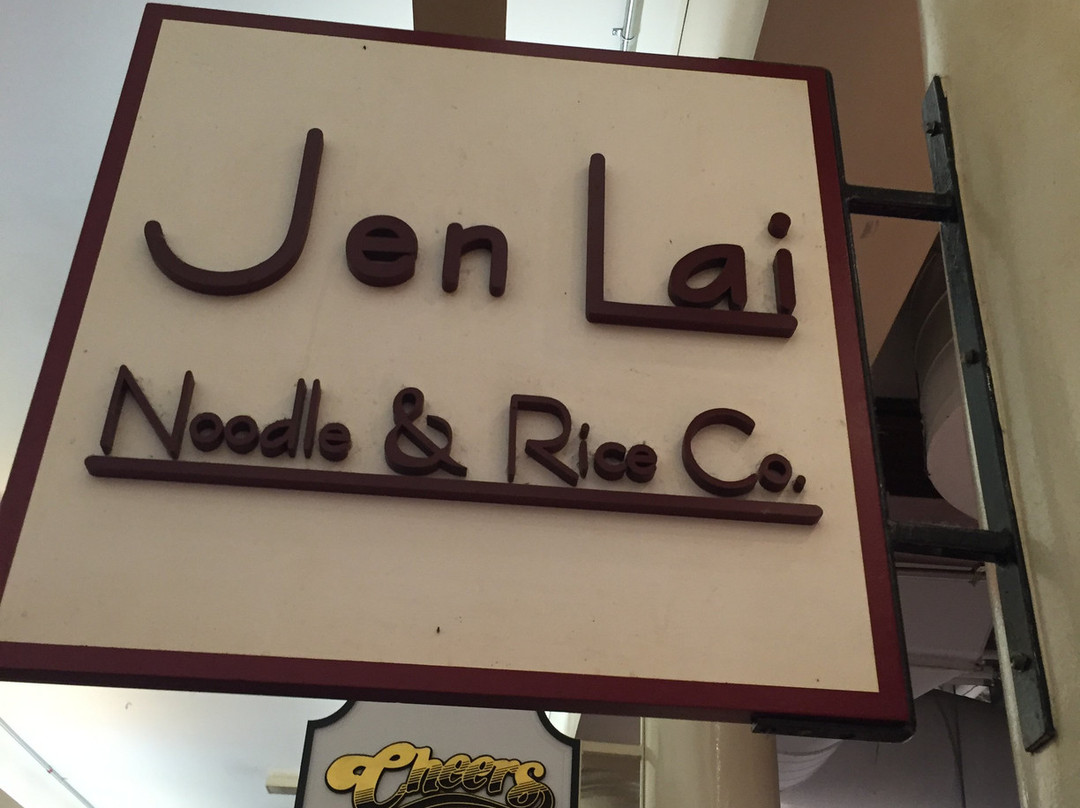 Jen Lai
Noodle & Rice Co.
Cheers